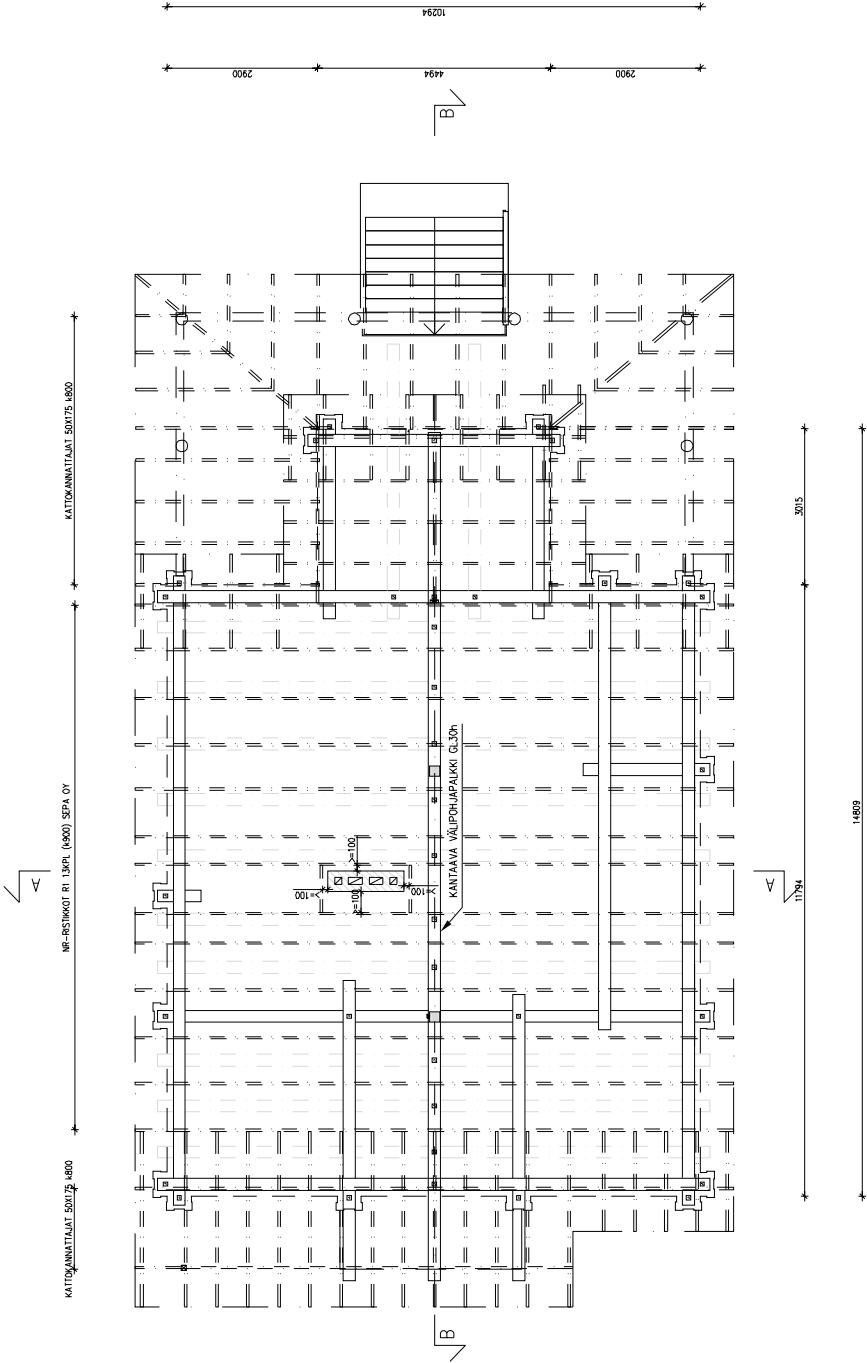 10294
2900
4494
2900
B
KATTOKANNATTAJAT 50X175 k800
3015
NR-RISTIKKOT R1 13KPL (k900) SEPA OY
KANTAAVA VÄLIPOHJAPALKKI GL30h
>=100
>=100
>=100
>=100
A
A
11794
14809
KATTOKANNATTAJAT 50X175 k800
B